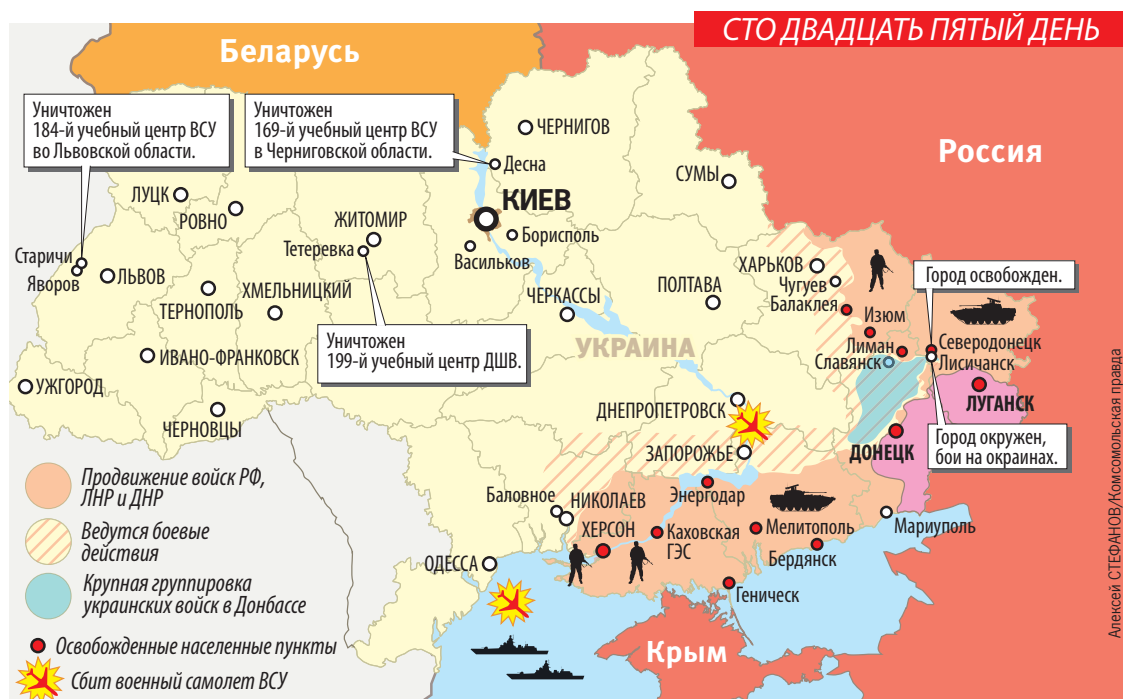 СТО ДВАДЦАТЬ ПЯТЫЙ ДЕНЬ
Беларусь
Россия
Уничтожен
184-й учебный центр ВСУ
во Львовской области.
Уничтожен
169-й учебный центр ВСУ
в Черниговской области.
ЧЕРНИГОВ
Десна
СУМЫ
ЛУЦК
РОВНО
ЖИТОМИР
Тетеревка
КИЕВ
Борисполь
Васильков
Старичи
Яворов
ЛЬВОВ
ТЕРНОПОЛЬ
ХМЕЛЬНИЦКИЙ
ЧЕРКАССЫ
ПОЛТАВА
ХАРЬКОВ
Чугуев
Балаклея
Город освобожден.
Изюм
Лиман
Славянск
Северодонецк
Лисичанск
ЛУГАНСК
Уничтожен
199-й учебный центр ДШВ.
УКРАИНА
ИВАНО-ФРАНКОВСК
УЖГОРОД
ЧЕРНОВЦЫ
ДНЕПРОПЕТРОВСК
ЗАПОРОЖЬЕ
ДОНЕЦК
Город окружен,
бои на окраинах.
Баловное
НИКОЛАЕВ
Энергодар
ХЕРСОН
Каховская
ГЭС
Мелитополь
Бердянск
Мариуполь
ОДЕССА
Геническ
Крым
Продвижение войск РФ,
ЛНР и ДНР
Ведутся боевые
действия
Крупная группировка
украинских войск в Донбассе
Освобожденные населенные пункты
Сбит военный самолет ВСУ
Алексей СТЕФАНОВ/Комсомольская правда